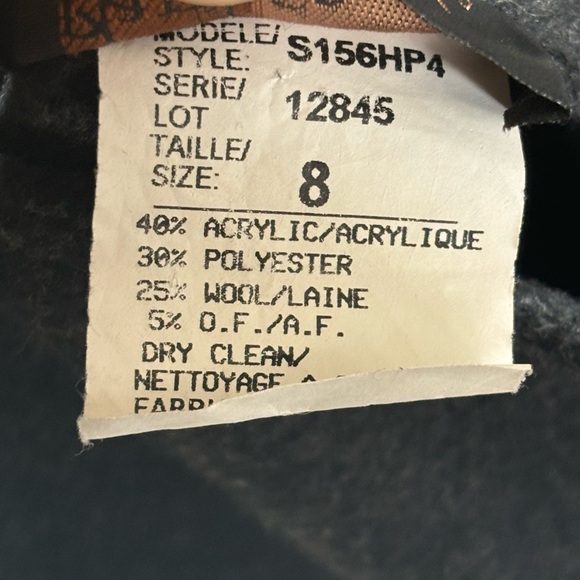 MODELE/
STYLE: S156HP4
SERIE/
LOT 12845
TAILLE/
SIZE: 8
40% ACRYLIC/ACRYLIQUE
30% POLYESTER
25% WOOL/LAINE
5% O.F./A.F.
DRY CLEAN/
NETTOYAGE A